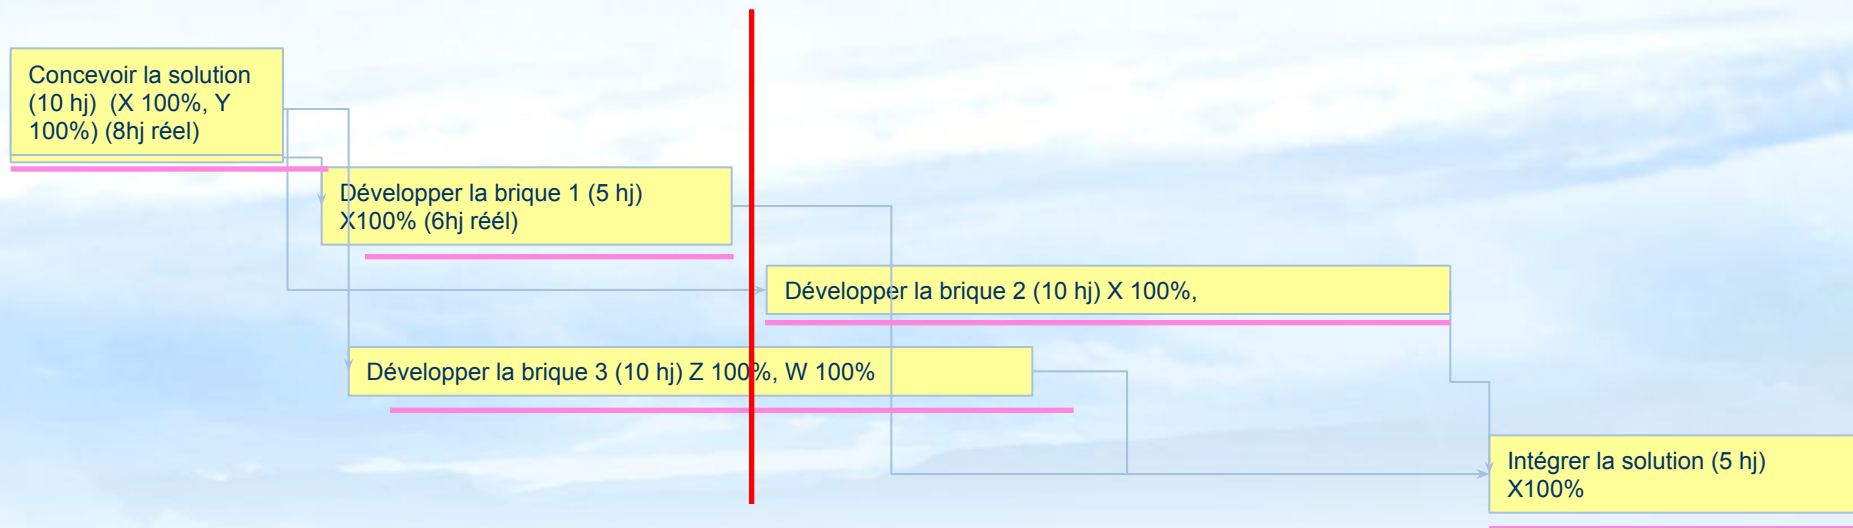 Concevoir la solution
(10 hj)  (X 100%, Y
100%) (8hj réel)
Développer la brique 1 (5 hj)
X100% (6hj réél)
Développer la brique 2 (10 hj) X 100%,
Développer la brique 3 (10 hj) Z 100%, W 100%
Intégrer la solution (5 hj)
X100%